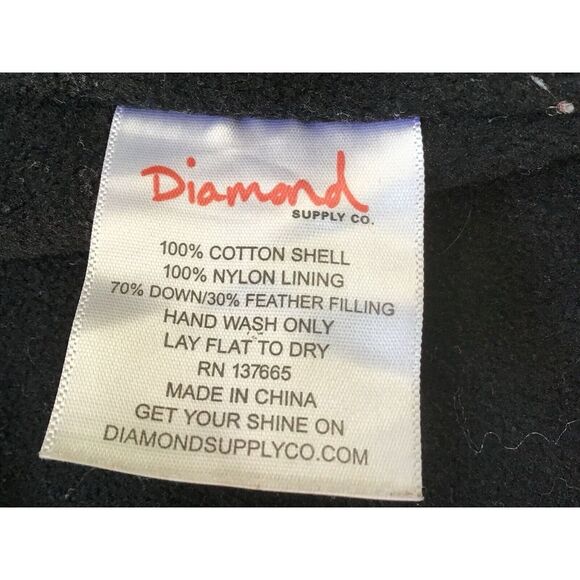 Diamond
SUPPLY CO.
100% COTTON SHELL
100% NYLON LINING
70% DOWN/30% FEATHER FILLING
HAND WASH ONLY
LAY FLAT TO DRY
RN 137665
MADE IN CHINA
GET YOUR SHINE ON
DIAMONDSUPPLYCO.COM